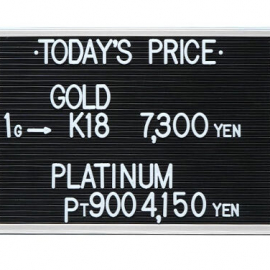 ·TODAY'S PRICE·
GOLD
1G→ K18 7,300 YEN
PLATINUM
PT900 4,150 YEN